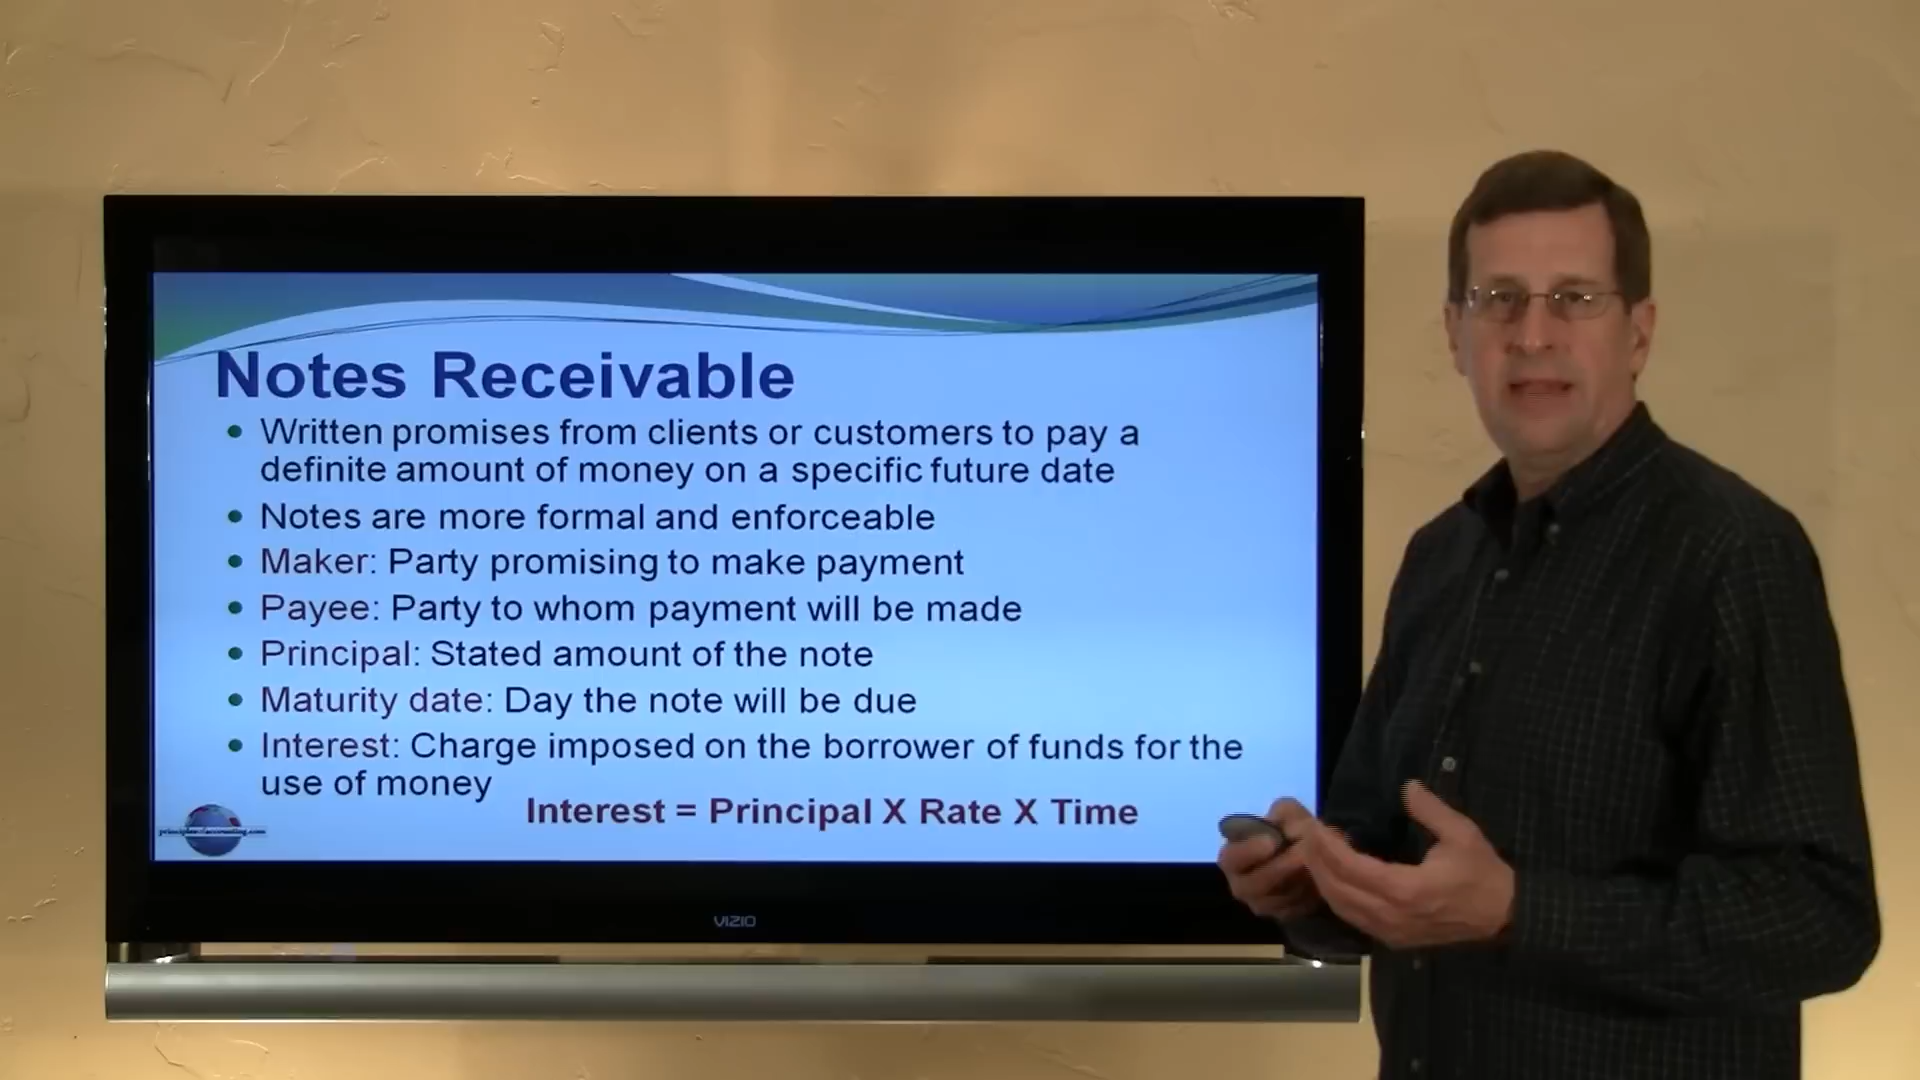 Notes Receivable
• Written promises from clients or customers to pay a
definite amount of money on a specific future date
• Notes are more formal and enforceable
• Maker: Party promising to make payment
• Payee: Party to whom payment will be made
• Principal: Stated amount of the note
• Maturity date: Day the note will be due
• Interest: Charge imposed on the borrower of funds for the
use of money
Interest = Principal X Rate X Time
principlesofaccounting.com
VIZIO